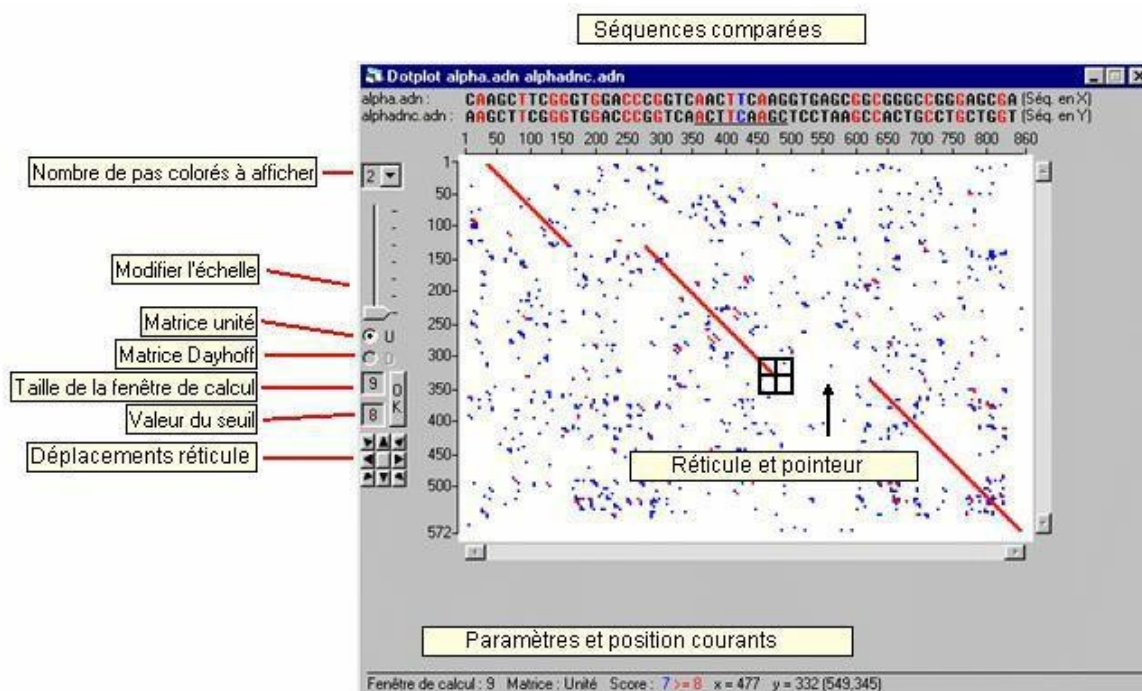 Séquences comparées
Dotplot alpha.adn alphadnc.adn
alpha.adn : CAAGCTTCGGGTGGACCCGGTCAACTTCAAGGTGAGCGGCGGGCCGGGAGCGA (Séq. en X)
alphadnc.adn : AAGCTTCGGGTGGACCCGGTCAACTTCAAGCTCCTAAGCCACTGCCTGCTGGT (Séq. en Y)
1 50 100 150 200 250 300 350 400 450 500 550 600 650 700 750 800 860
Nombre de pas colorés à afficher
2
1
50
100
150
200
250
300
350
400
450
500
572
Modifier l'échelle
Matrice unité
U
Matrice Dayhoff
D
Taille de la fenêtre de calcul
9
OK
Valeur du seuil
8
Déplacements réticule
Réticule et pointeur
Paramètres et position courants
Fenêtre de calcul : 9 Matrice : Unité Score : 7 >= 8 x = 477 y = 332 (549,345)